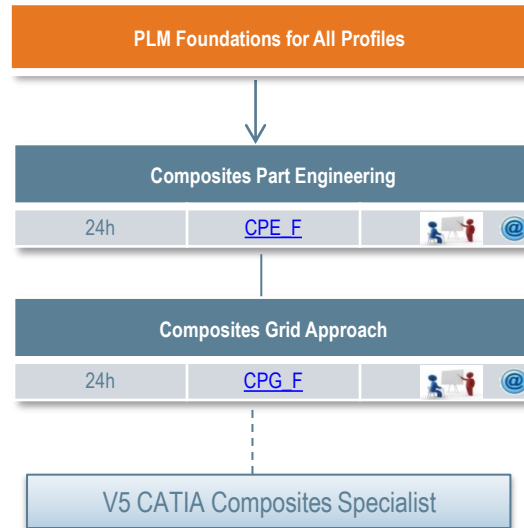 PLM Foundations for All Profiles
Composites Part Engineering
24h CPE_F @
Composites Grid Approach
24h CPG_F @
V5 CATIA Composites Specialist